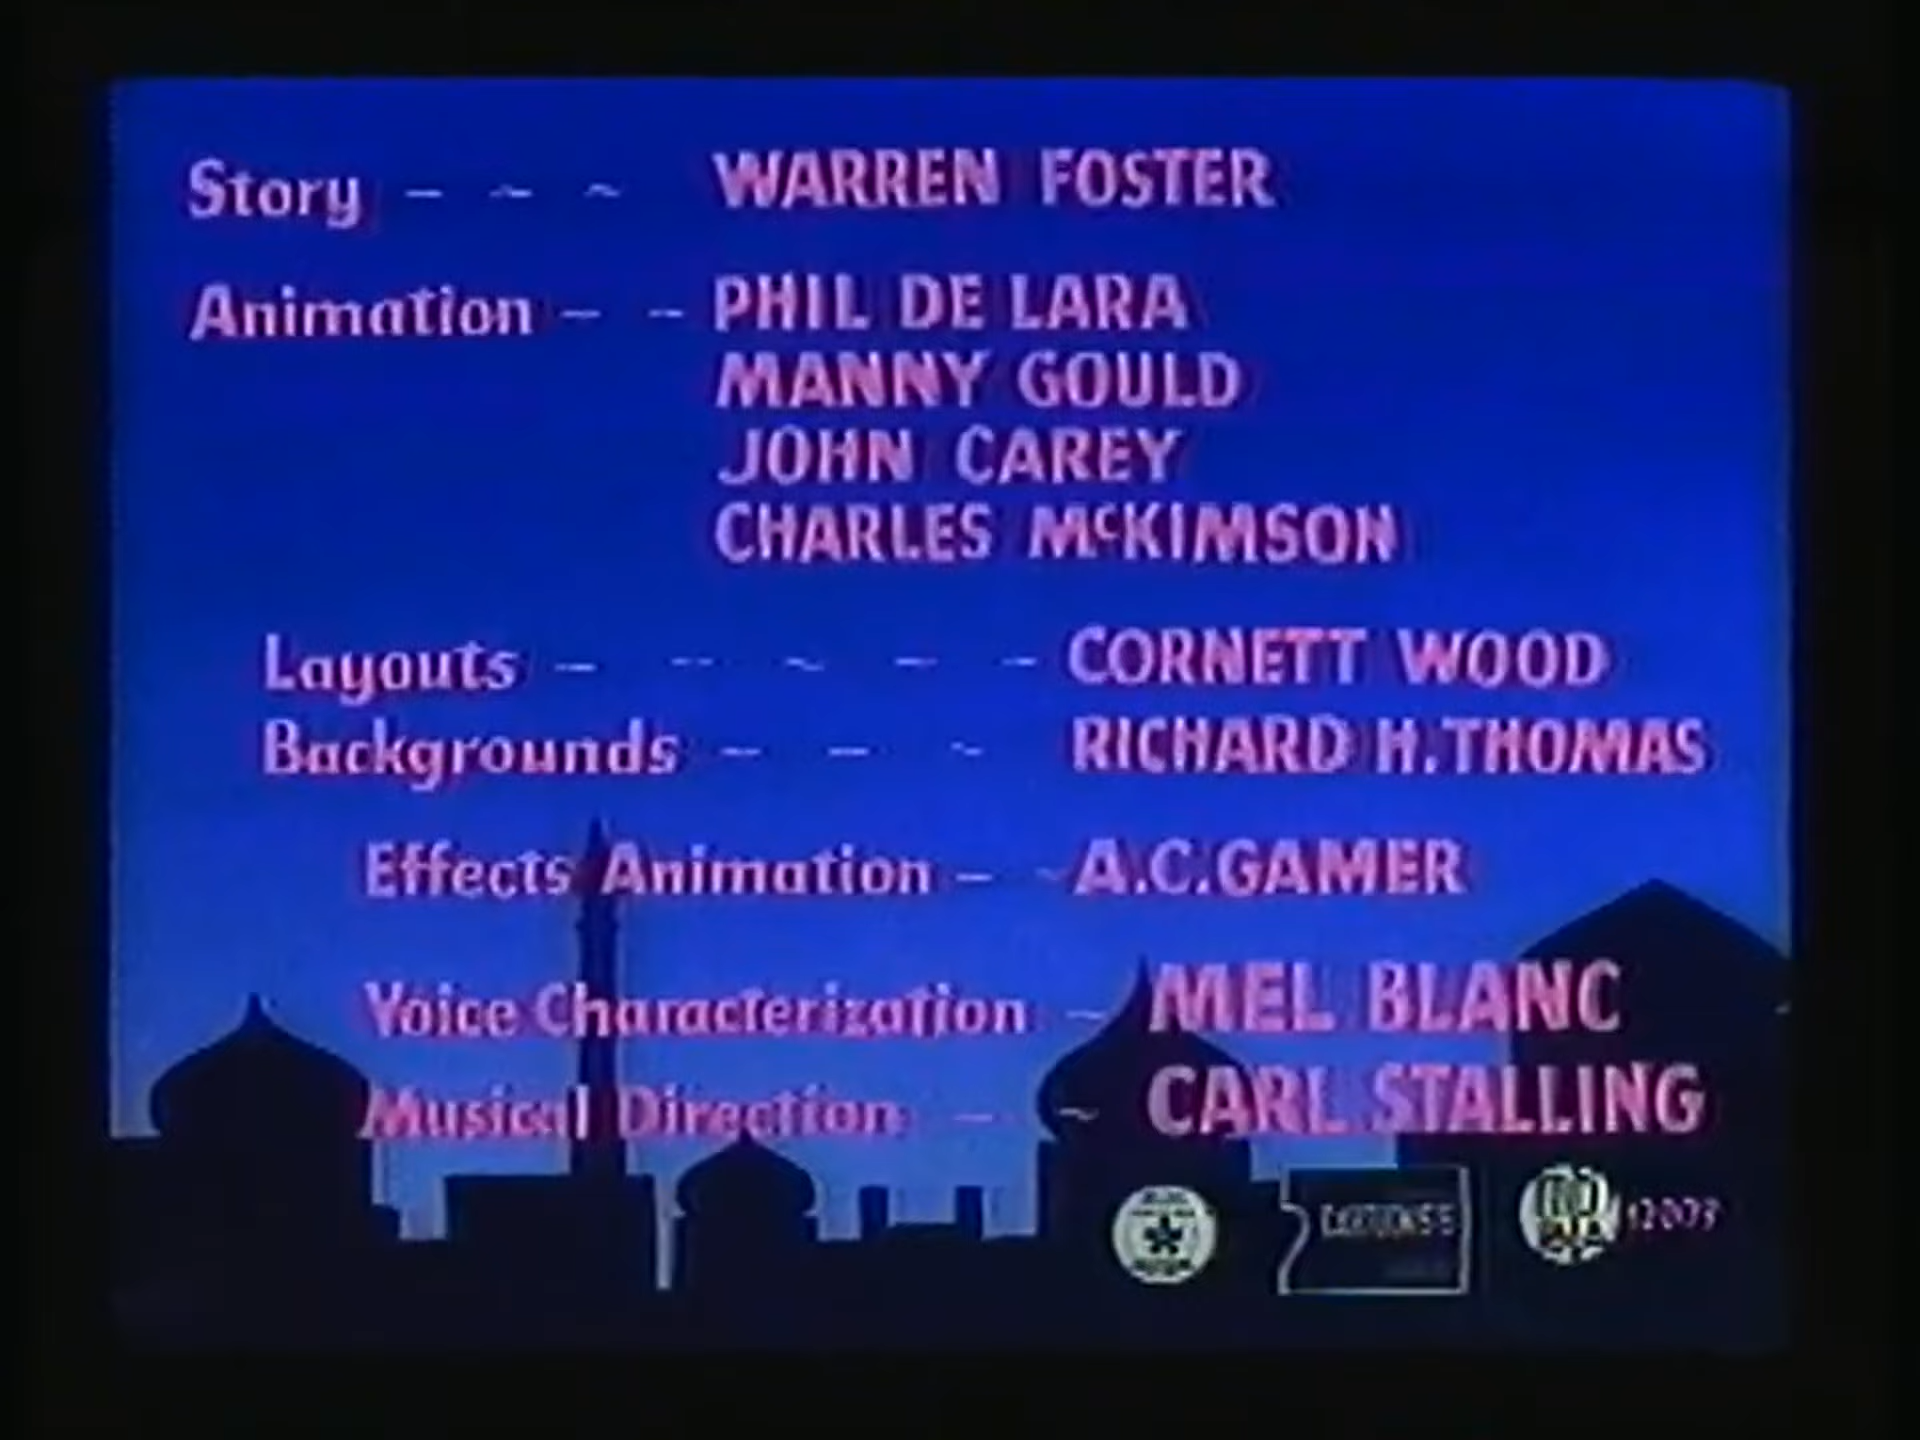 Story - ~ ~ WARREN FOSTER
Animation - - PHIL DE LARA
MANNY GOULD
JOHN CAREY
CHARLES McKIMSON
Layouts - - ~ - - CORNETT WOOD
Backgrounds - - ~ RICHARD H. THOMAS
Effects Animation - - A.C. GAMER
Voice Characterization - MEL BLANC
Musical Direction - ~ CARL STALLING